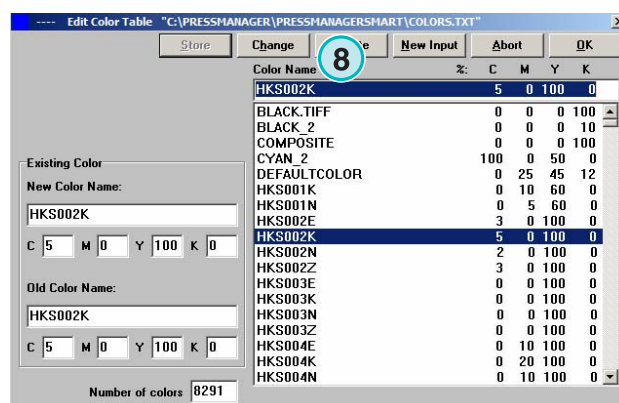 ---- Edit Color Table "C:\PRESSMANAGER\PRESSMANAGERSMART\COLORS.TXT"
Store Change 8 New Input Abort OK
Color Name %: C M Y K
HKS002K 5 0 100 0
BLACK.TIFF 0 0 0 100
BLACK_2 0 0 0 10
COMPOSITE 0 0 0 100
CYAN_2 100 0 50 0
DEFAULTCOLOR 0 25 45 12
HKS001K 0 10 60 0
HKS001N 0 5 60 0
HKS002E 3 0 100 0
HKS002K 5 0 100 0
HKS002N 2 0 100 0
HKS002Z 3 0 100 0
HKS003E 0 0 100 0
HKS003K 0 0 100 0
HKS003N 0 0 100 0
HKS003Z 0 0 100 0
HKS004E 0 10 100 0
HKS004K 0 20 100 0
HKS004N 0 10 100 0
Existing Color
New Color Name:
HKS002K
C 5 M 0 Y 100 K 0
Old Color Name:
HKS002K
C 5 M 0 Y 100 K 0
Number of colors 8291